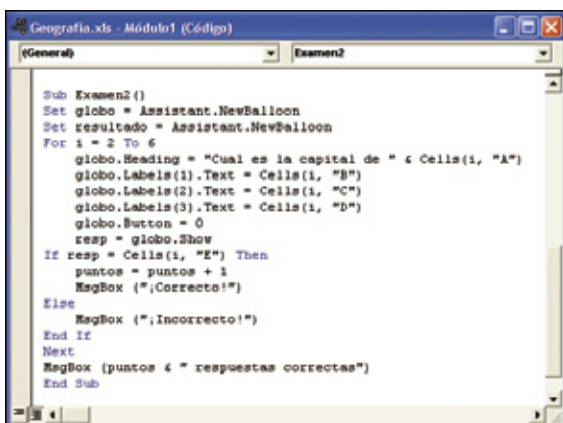 Geografia.xls - Módulo1 (Código)
(General) Examen2
Sub Examen2()
Set globo = Assistant.NewBalloon
Set resultado = Assistant.NewBalloon
For i = 2 To 6
globo.Heading = "Cual es la capital de " & Cells(i, "A")
globo.Labels(1).Text = Cells(i, "B")
globo.Labels(2).Text = Cells(i, "C")
globo.Labels(3).Text = Cells(i, "D")
globo.Button = 0
resp = globo.Show
If resp = Cells(i, "E") Then
puntos = puntos + 1
MsgBox ("¡Correcto!")
Else
MsgBox ("¡Incorrecto!")
End If
Next
MsgBox (puntos & " respuestas correctas")
End Sub